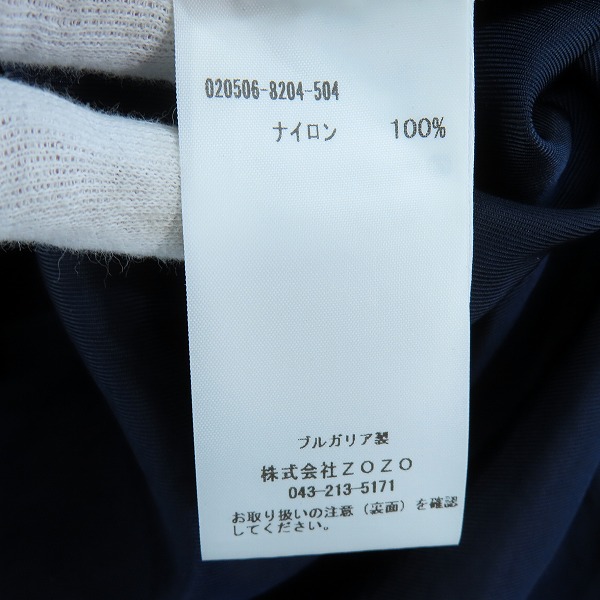 020506-8204-504
ナイロン 100%
ブルガリア製
株式会社ZOZO
043-213-5171
お取り扱いの注意(裏面)を確認
してください。